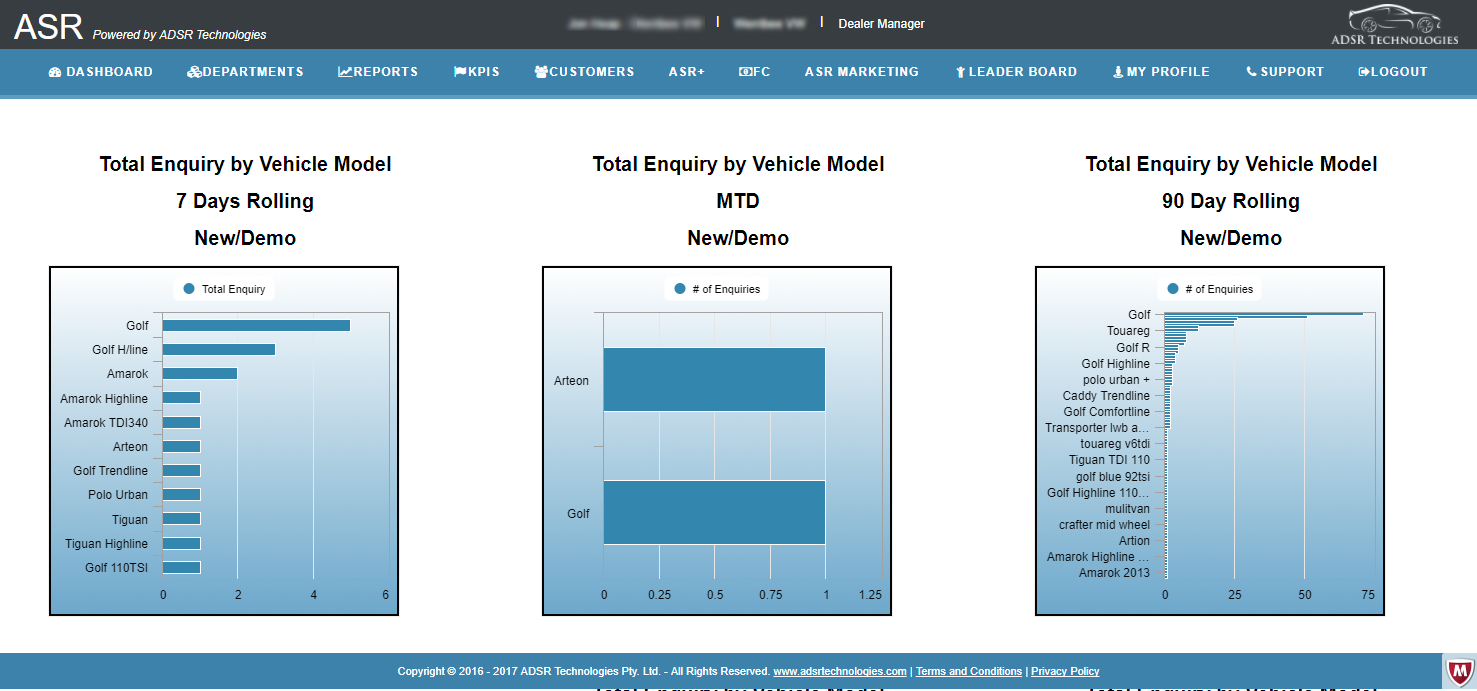 ASR Powered by ADSR Technologies
| | Dealer Manager
ADSR TECHNOLOGIES
DASHBOARD DEPARTMENTS REPORTS KPIS CUSTOMERS ASR+ FC ASR MARKETING LEADER BOARD MY PROFILE SUPPORT LOGOUT
Total Enquiry by Vehicle Model
7 Days Rolling
New/Demo
Total Enquiry
Golf
Golf H/line
Amarok
Amarok Highline
Amarok TDI340
Arteon
Golf Trendline
Polo Urban
Tiguan
Tiguan Highline
Golf 110TSI
0 2 4 6
Total Enquiry by Vehicle Model
MTD
New/Demo
# of Enquiries
Arteon
Golf
0 0.25 0.5 0.75 1 1.25
Total Enquiry by Vehicle Model
90 Day Rolling
New/Demo
# of Enquiries
Golf
Touareg
Golf R
Golf Highline
polo urban +
Caddy Trendline
Golf Comfortline
Transporter lwb a...
touareg v6tdi
Tiguan TDI 110
golf blue 92tsi
Golf Highline 110...
mulitvan
crafter mid wheel
Artion
Amarok Highline ...
Amarok 2013
0 25 50 75
Copyright © 2016 - 2017 ADSR Technologies Pty. Ltd. - All Rights Reserved. www.adsrtechnologies.com | Terms and Conditions | Privacy Policy